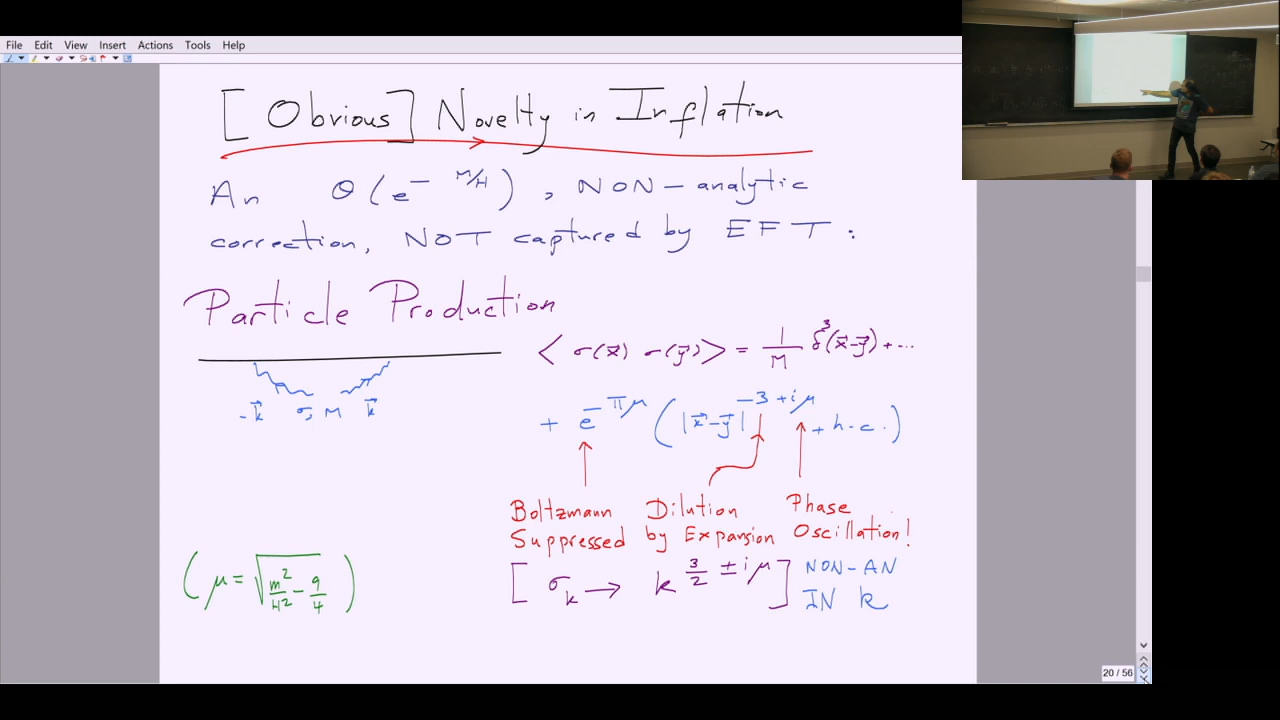 File Edit View Insert Actions Tools Help
[Obvious] Novelty in Inflation
An O(e^{-M/H}), NON-analytic
correction, NOT captured by EFT:
Particle Production
< σ(x⃗) σ(y⃗) > = 1/M δ³(x⃗-y⃗) + ...
-k⃗ σ, M k⃗
+ e^{-πμ} ( |x⃗-y⃗|^{-3+iμ} + h.c. )
Boltzmann Dilution Phase
Suppressed by Expansion Oscillation!
( μ = √(m²/H² - 9/4) )
[ σ_k → k^{3/2 ± iμ} ] NON-AN
IN k
20 / 56